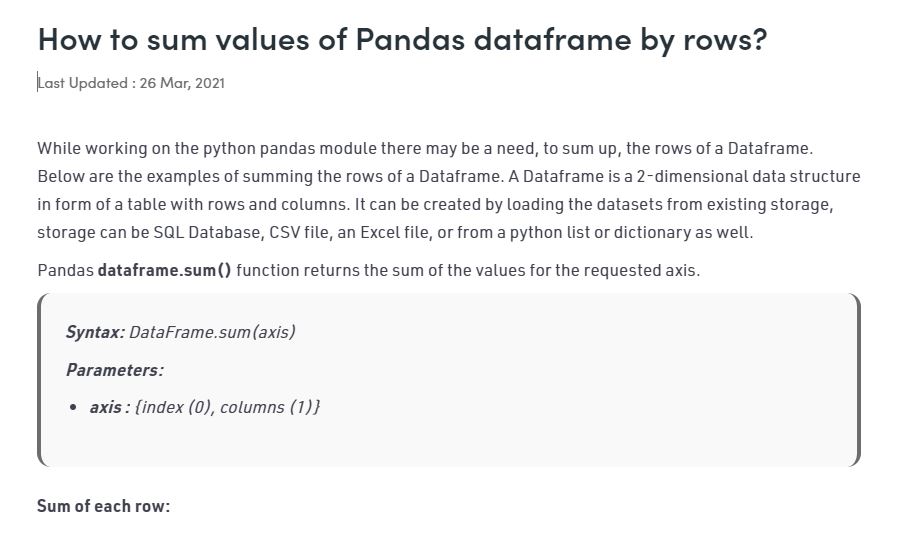 How to sum values of Pandas dataframe by rows?
Last Updated : 26 Mar, 2021
While working on the python pandas module there may be a need, to sum up, the rows of a Dataframe.
Below are the examples of summing the rows of a Dataframe. A Dataframe is a 2-dimensional data structure
in form of a table with rows and columns. It can be created by loading the datasets from existing storage,
storage can be SQL Database, CSV file, an Excel file, or from a python list or dictionary as well.
Pandas dataframe.sum() function returns the sum of the values for the requested axis.
Syntax: DataFrame.sum(axis)
Parameters:
• axis : {index (0), columns (1)}
Sum of each row: